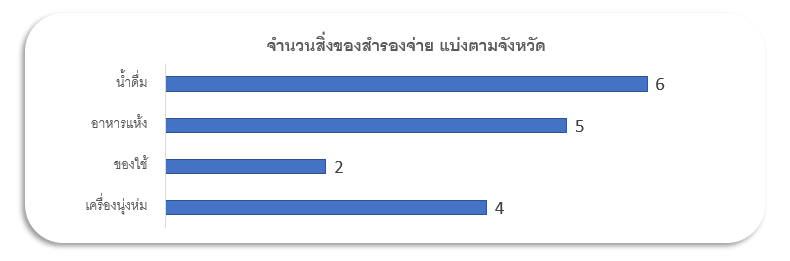 จำนวนสิ่งของสำรองจ่าย แบ่งตามจังหวัด
น้ำดื่ม 6
อาหารแห้ง 5
ของใช้ 2
เครื่องนุ่งห่ม 4